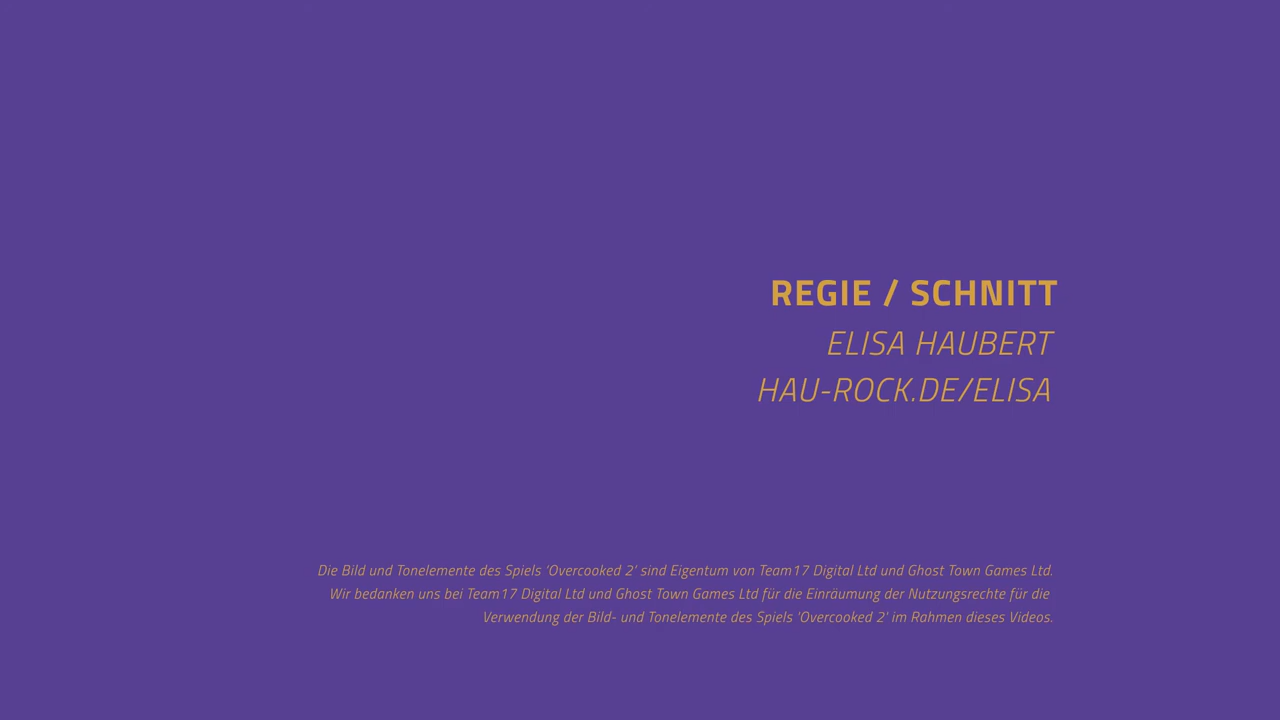 REGIE / SCHNITT
ELISA HAUBERT
HAU-ROCK.DE/ELISA
Die Bild und Tonelemente des Spiels 'Overcooked 2' sind Eigentum von Team17 Digital Ltd und Ghost Town Games Ltd.
Wir bedanken uns bei Team17 Digital Ltd und Ghost Town Games Ltd für die Einräumung der Nutzungsrechte für die
Verwendung der Bild- und Tonelemente des Spiels 'Overcooked 2' im Rahmen dieses Videos.